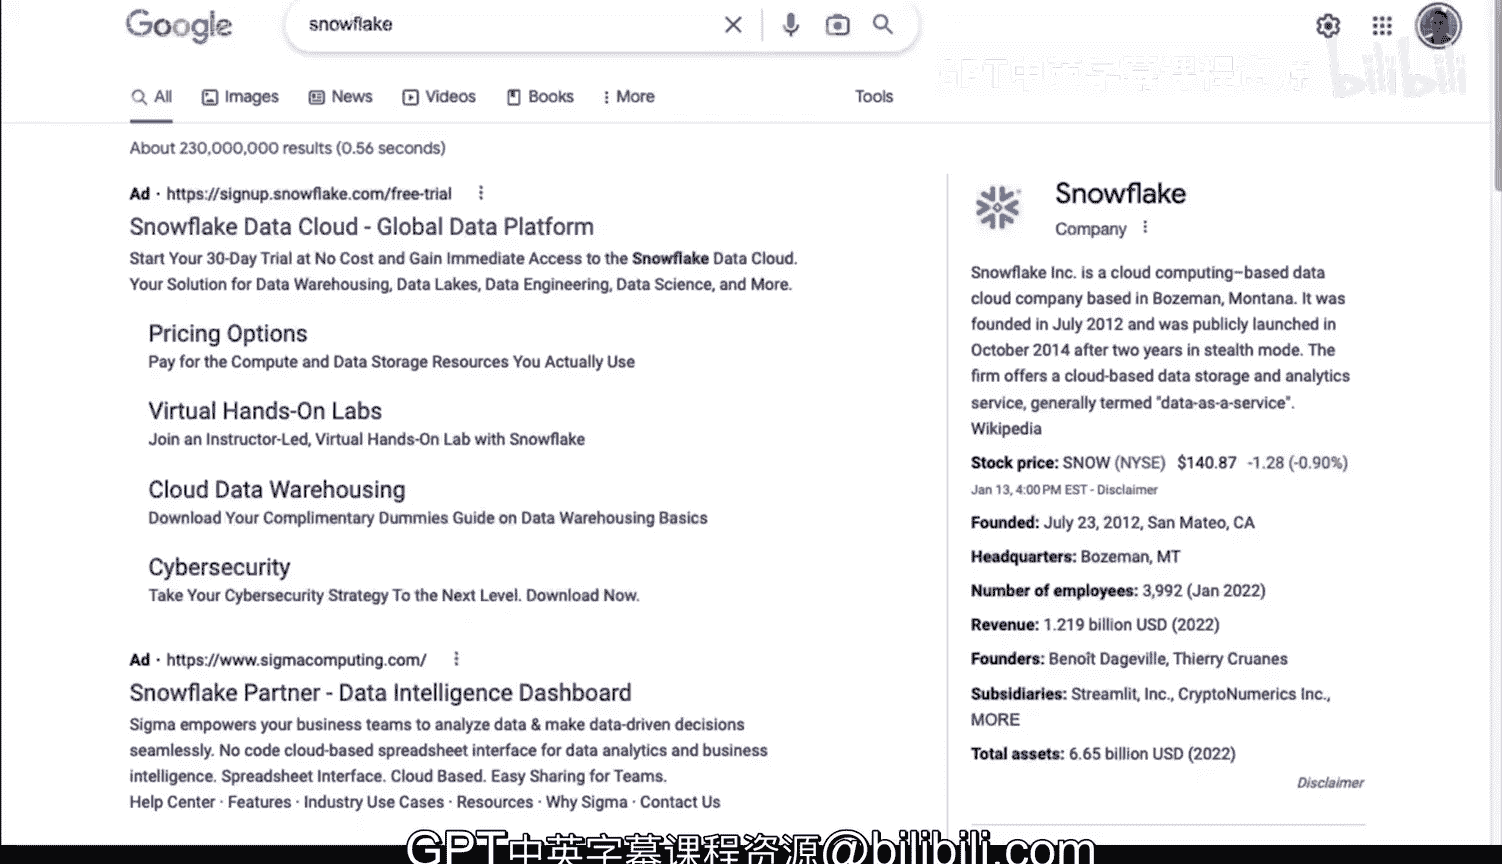 Google
snowflake
GPT中英字幕课程资源 bilibili
All Images News Videos Books More Tools
About 230,000,000 results (0.56 seconds)
Ad · https://signup.snowflake.com/free-trial
Snowflake Data Cloud - Global Data Platform
Start Your 30-Day Trial at No Cost and Gain Immediate Access to the Snowflake Data Cloud.
Your Solution for Data Warehousing, Data Lakes, Data Engineering, Data Science, and More.
Pricing Options
Pay for the Compute and Data Storage Resources You Actually Use
Virtual Hands-On Labs
Join an Instructor-Led, Virtual Hands-On Lab with Snowflake
Cloud Data Warehousing
Download Your Complimentary Dummies Guide on Data Warehousing Basics
Cybersecurity
Take Your Cybersecurity Strategy To the Next Level. Download Now.
Ad · https://www.sigmacomputing.com/
Snowflake Partner - Data Intelligence Dashboard
Sigma empowers your business teams to analyze data & make data-driven decisions
seamlessly. No code cloud-based spreadsheet interface for data analytics and business
intelligence. Spreadsheet Interface. Cloud Based. Easy Sharing for Teams.
Help Center · Features · Industry Use Cases · Resources · Why Sigma · Contact Us
Snowflake
Company
Snowflake Inc. is a cloud computing–based data
cloud company based in Bozeman, Montana. It was
founded in July 2012 and was publicly launched in
October 2014 after two years in stealth mode. The
firm offers a cloud-based data storage and analytics
service, generally termed "data-as-a-service".
Wikipedia
Stock price: SNOW (NYSE) $140.87 -1.28 (-0.90%)
Jan 13, 4:00 PM EST - Disclaimer
Founded: July 23, 2012, San Mateo, CA
Headquarters: Bozeman, MT
Number of employees: 3,992 (Jan 2022)
Revenue: 1.219 billion USD (2022)
Founders: Benoît Dageville, Thierry Cruanes
Subsidiaries: Streamlit, Inc., CryptoNumerics Inc.,
MORE
Total assets: 6.65 billion USD (2022)
Disclaimer
GPT中英字幕课程资源@bilibili.com